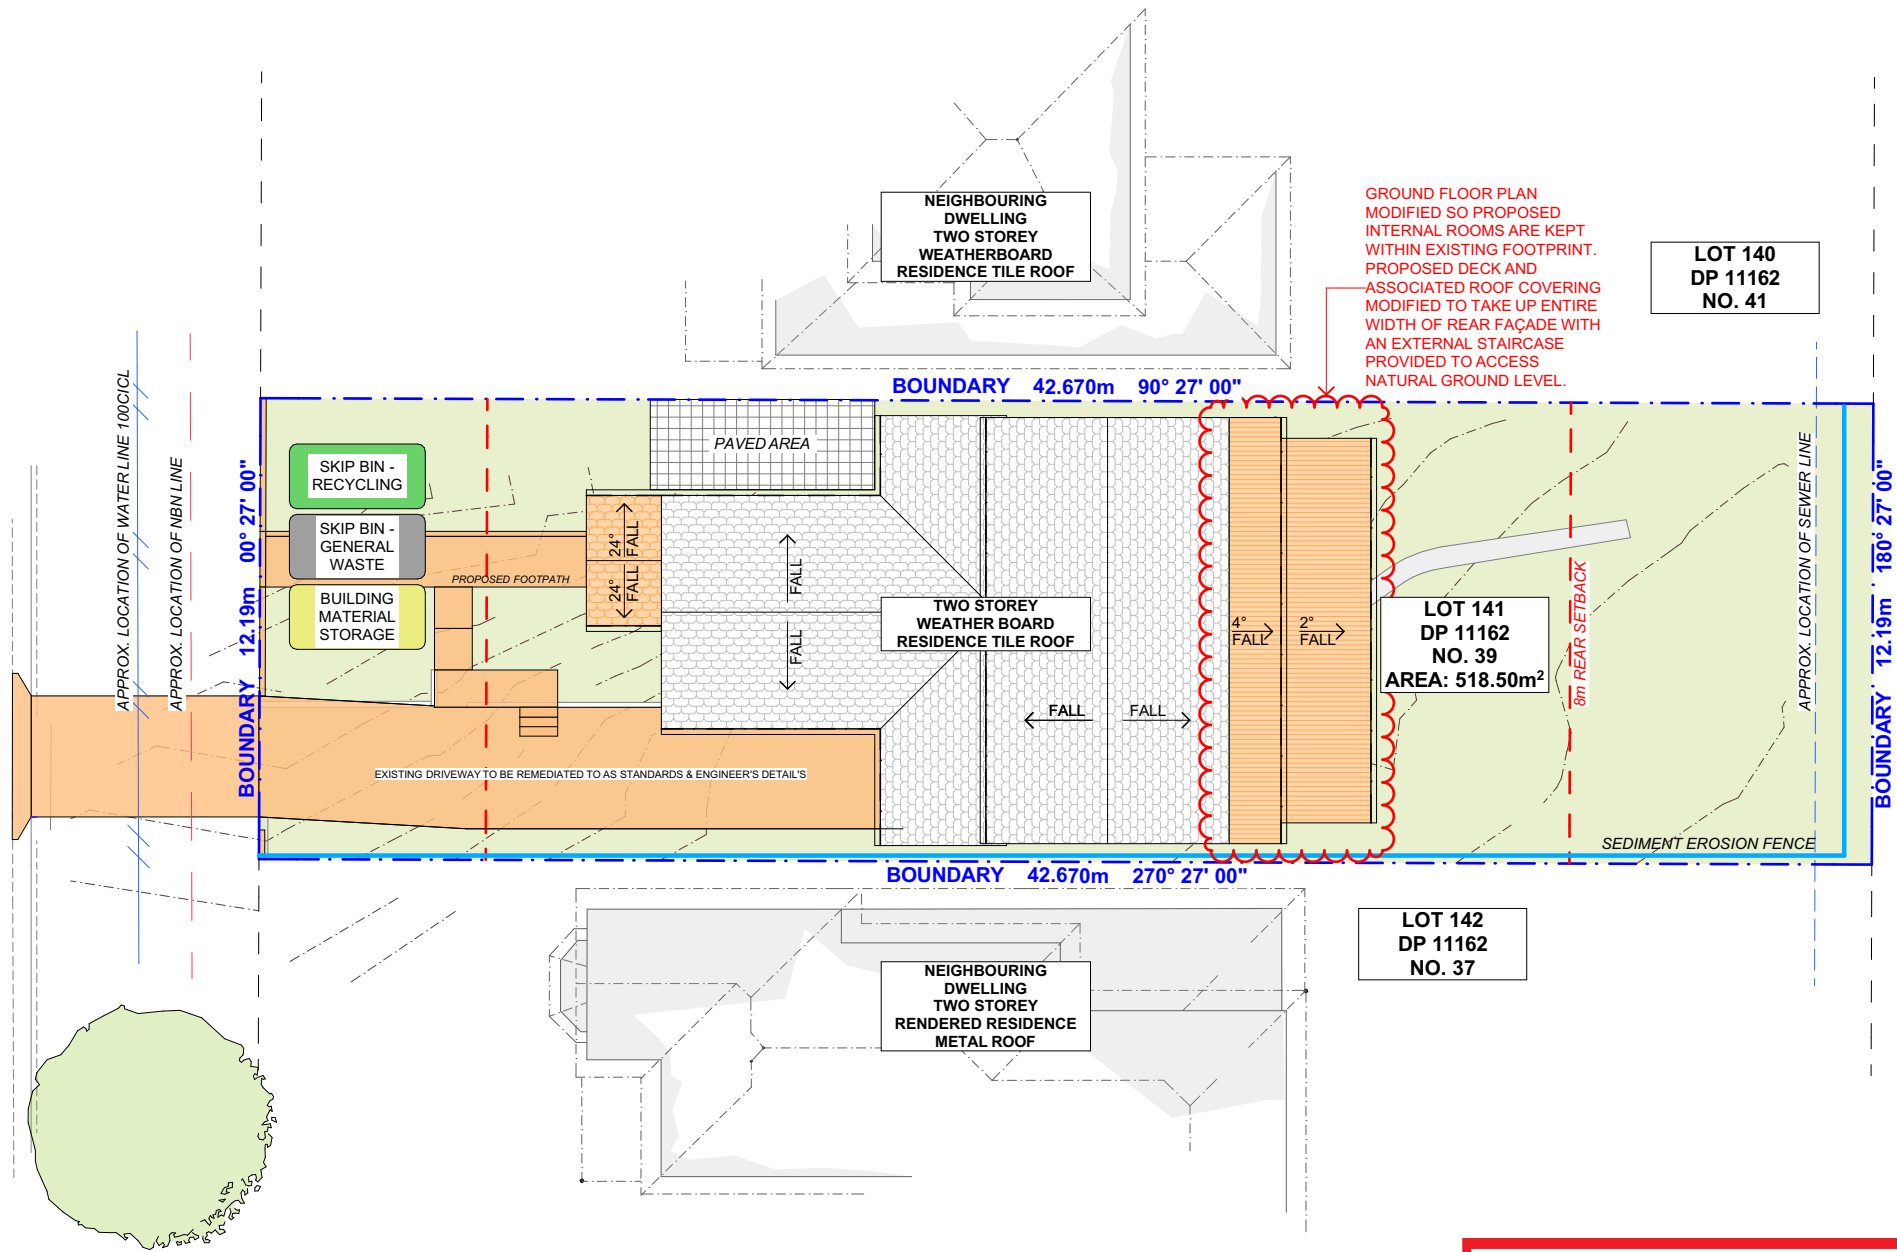 NEIGHBOURING
DWELLING
TWO STOREY
WEATHERBOARD
RESIDENCE TILE ROOF
GROUND FLOOR PLAN
MODIFIED SO PROPOSED
INTERNAL ROOMS ARE KEPT
WITHIN EXISTING FOOTPRINT.
PROPOSED DECK AND
ASSOCIATED ROOF COVERING
MODIFIED TO TAKE UP ENTIRE
WIDTH OF REAR FAÇADE WITH
AN EXTERNAL STAIRCASE
PROVIDED TO ACCESS
NATURAL GROUND LEVEL.
LOT 140
DP 11162
NO. 41
BOUNDARY 42.670m 90° 27' 00"
APPROX. LOCATION OF WATER LINE 100CICL
APPROX. LOCATION OF NBN LINE
BOUNDARY 12.19m 00° 27' 00"
SKIP BIN -
RECYCLING
SKIP BIN -
GENERAL
WASTE
BUILDING
MATERIAL
STORAGE
PROPOSED FOOTPATH
PAVED AREA
24°
FALL
24°
FALL
FALL
FALL
TWO STOREY
WEATHER BOARD
RESIDENCE TILE ROOF
FALL
FALL
4°
FALL
2°
FALL
LOT 141
DP 11162
NO. 39
AREA: 518.50m²
8m REAR SETBACK
APPROX. LOCATION OF SEWER LINE
BOUNDARY 12.19m 180° 27' 00"
EXISTING DRIVEWAY TO BE REMEDIATED TO AS STANDARDS & ENGINEER'S DETAIL'S
SEDIMENT EROSION FENCE
BOUNDARY 42.670m 270° 27' 00"
LOT 142
DP 11162
NO. 37
NEIGHBOURING
DWELLING
TWO STOREY
RENDERED RESIDENCE
METAL ROOF